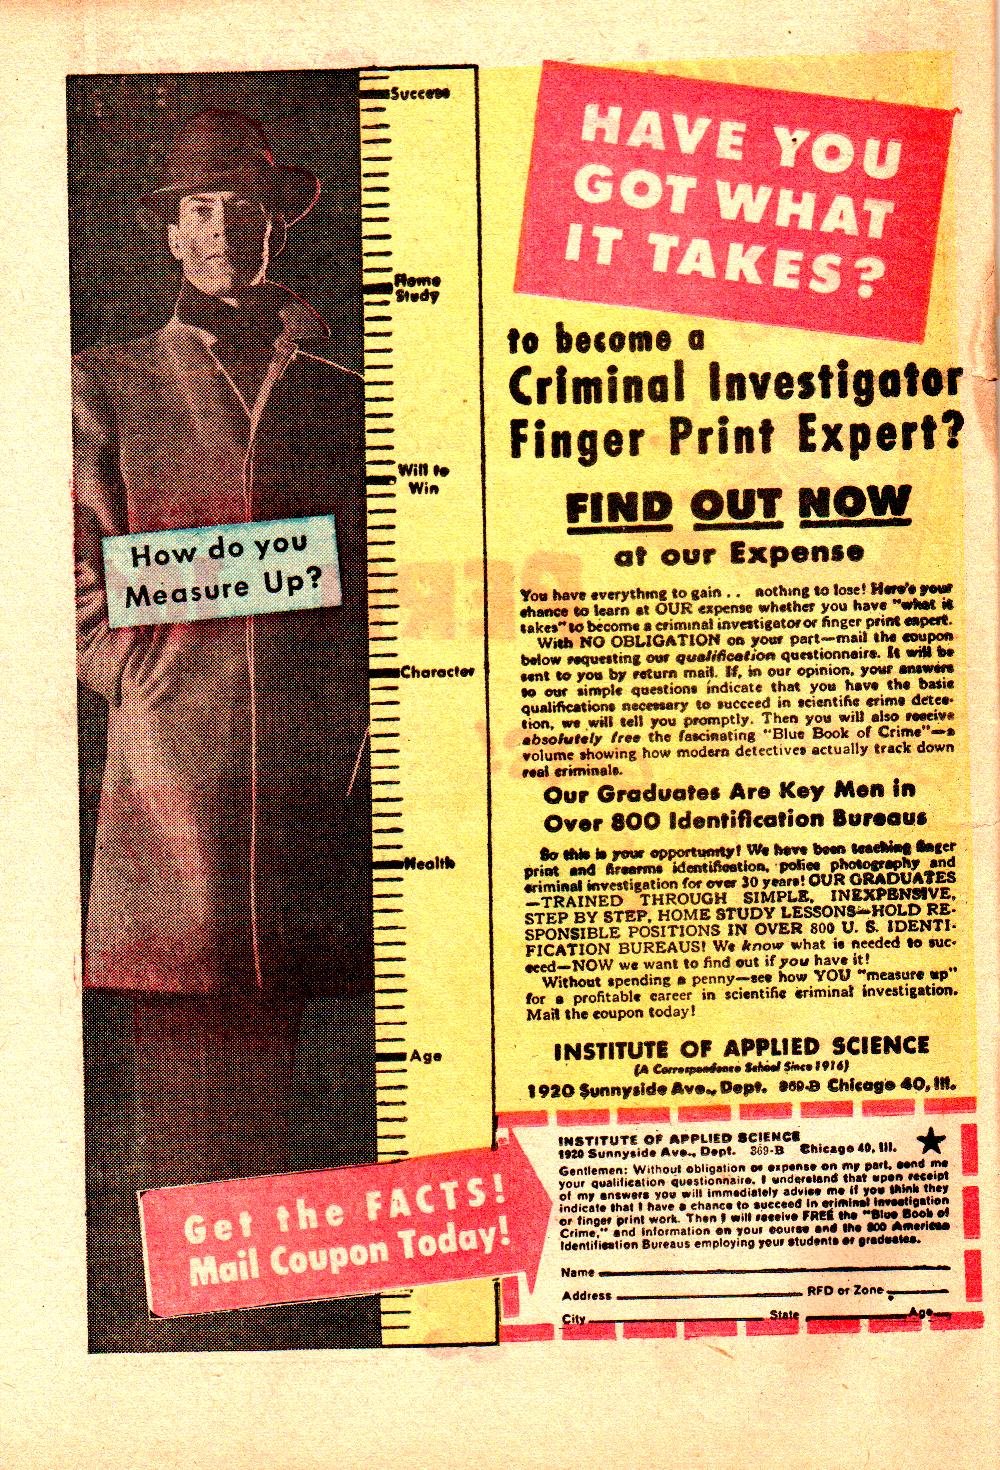 Success
Home
Study
Will to
Win
Character
Health
Age
How do you
Measure Up?
HAVE YOU
GOT WHAT
IT TAKES?
to become a
Criminal Investigator
Finger Print Expert?
FIND OUT NOW
at our Expense
You have everything to gain . . nothing to lose! Here's your
chance to learn at OUR expense whether you have "what it
takes" to become a criminal investigator or finger print expert.
With NO OBLIGATION on your part—mail the coupon
below requesting our qualification questionnaire. It will be
sent to you by return mail. If, in our opinion, your answers
to our simple questions indicate that you have the basic
qualifications necessary to succeed in scientific crime detec-
tion, we will tell you promptly. Then you will also receive
absolutely free the fascinating "Blue Book of Crime"—a
volume showing how modern detectives actually track down
real criminals.
Our Graduates Are Key Men in
Over 800 Identification Bureaus
So this is your opportunity! We have been teaching finger
print and firearms identification, police photography and
criminal investigation for over 30 years! OUR GRADUATES
—TRAINED THROUGH SIMPLE, INEXPENSIVE,
STEP BY STEP, HOME STUDY LESSONS—HOLD RE-
SPONSIBLE POSITIONS IN OVER 800 U. S. IDENTI-
FICATION BUREAUS! We know what is needed to suc-
ceed—NOW we want to find out if you have it!
Without spending a penny—see how YOU "measure up"
for a profitable career in scientific criminal investigation.
Mail the coupon today!
INSTITUTE OF APPLIED SCIENCE
(A Correspondence School Since 1916)
1920 Sunnyside Ave., Dept. 369-B Chicago 40, Ill.
Get the FACTS!
Mail Coupon Today!
INSTITUTE OF APPLIED SCIENCE
1920 Sunnyside Ave., Dept. 369-B Chicago 40, Ill.
Gentlemen: Without obligation or expense on my part, send me
your qualification questionnaire. I understand that upon receipt
of my answers you will immediately advise me if you think they
indicate that I have a chance to succeed in criminal investigation
or finger print work. Then I will receive FREE the "Blue Book of
Crime," and information on your course and the 800 American
Identification Bureaus employing your students or graduates.
Name
Address RFD or Zone
City State Age